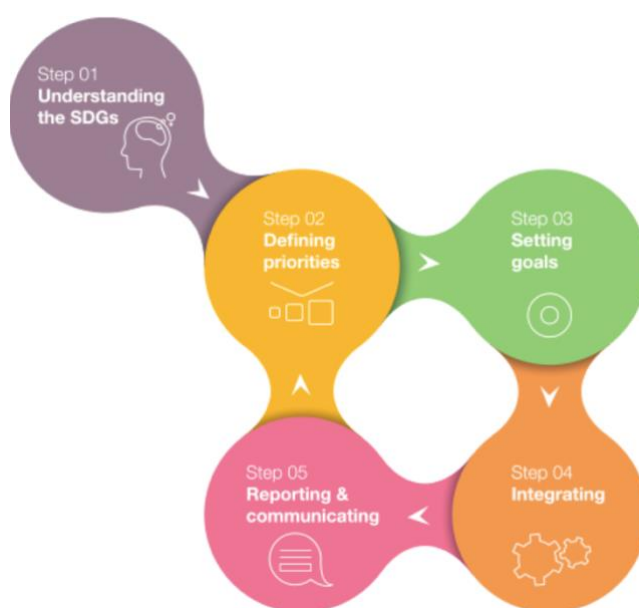 Step 01
Understanding
the SDGs
Step 02
Defining
priorities
Step 03
Setting
goals
Step 04
Integrating
Step 05
Reporting &
communicating